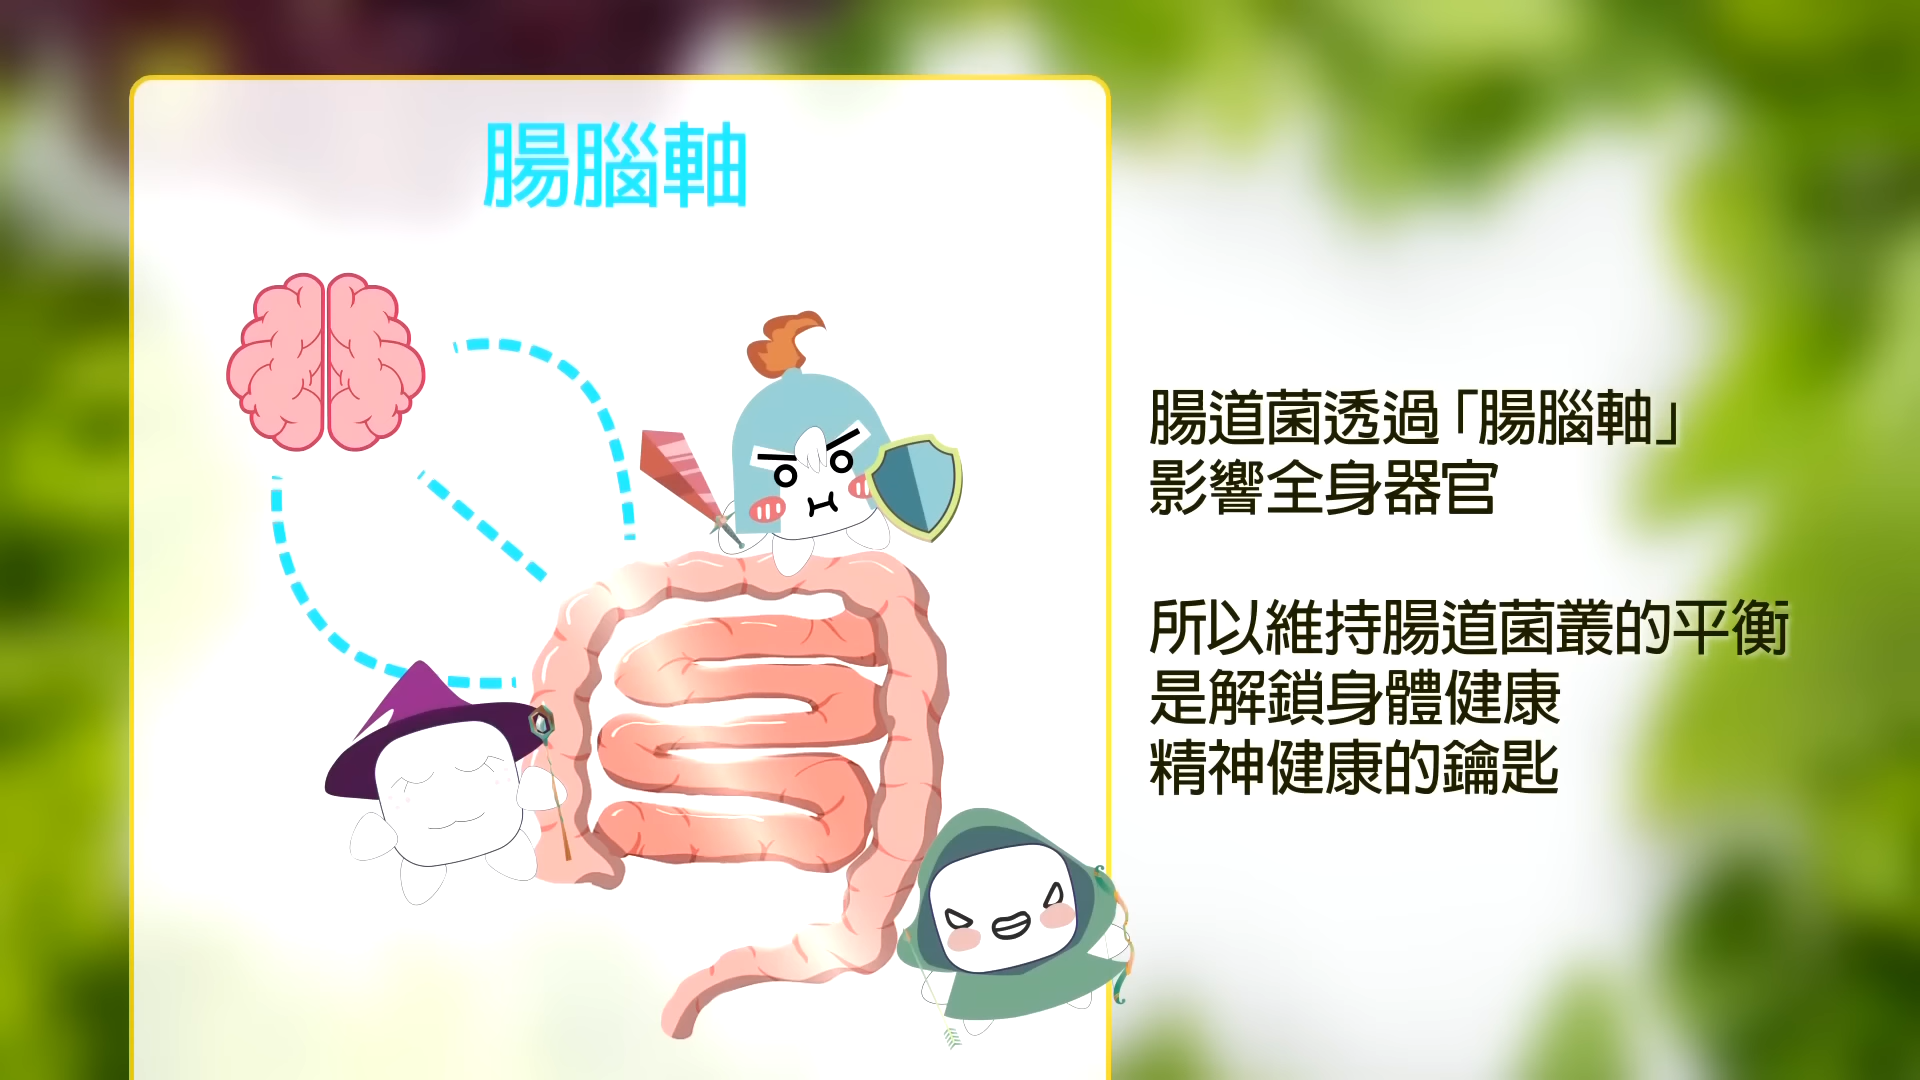 腸腦軸
腸道菌透過「腸腦軸」
影響全身器官
所以維持腸道菌叢的平衡
是解鎖身體健康
精神健康的鑰匙